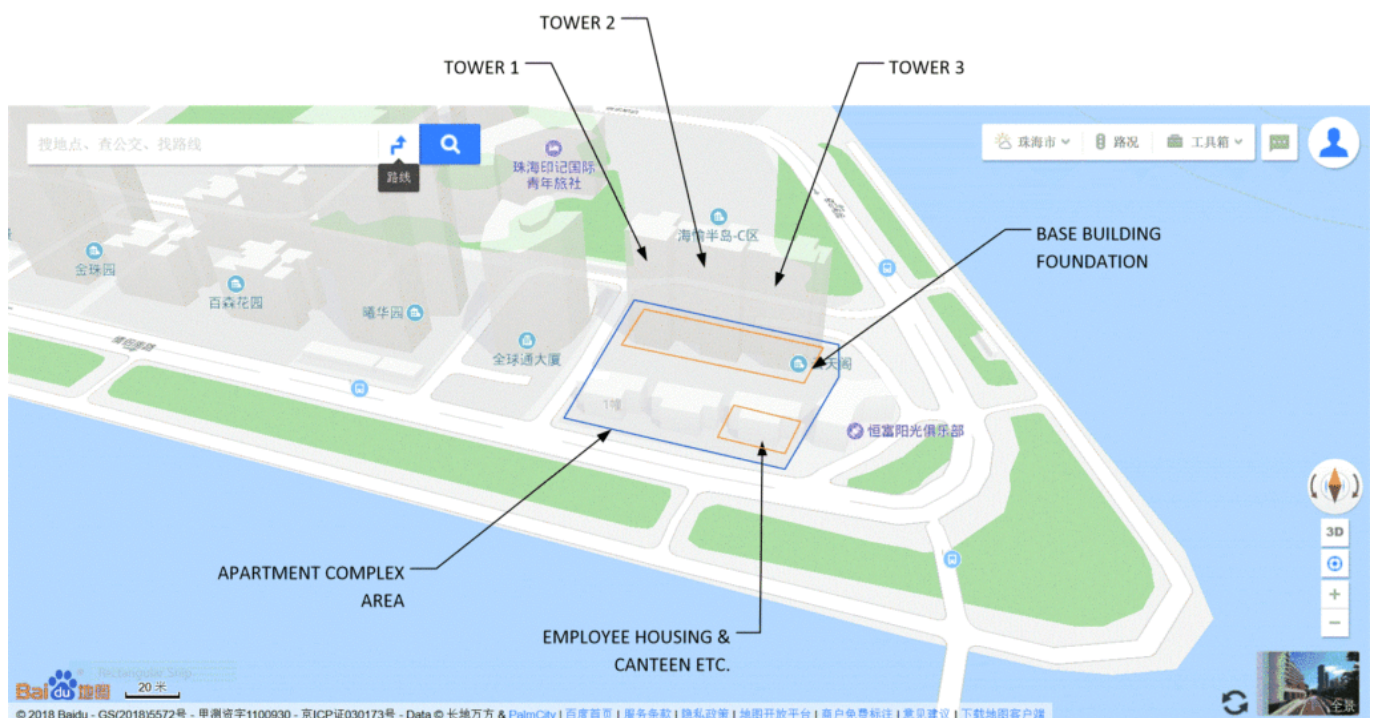 TOWER 2
TOWER 1
TOWER 3
搜地点、查公交、找路线
路线
珠海市
路况
工具箱
珠海印记国际
青年旅社
海怡半岛-C区
BASE BUILDING
FOUNDATION
金珠园
百森花园
曦华园
全球通大厦
天阁
1幢
恒富阳光俱乐部
3D
APARTMENT COMPLEX
AREA
EMPLOYEE HOUSING &
CANTEEN ETC.
Rectangular Snip
Bai du 地图
20 米
全景
© 2018 Baidu - GS(2018)5572号 - 甲测资字1100930 - 京ICP证030173号 - Data © 长地万方 & PalmCity | 百度首页 | 服务条款 | 隐私政策 | 地图开放平台 | 商户免费标注 | 意见建议 | 下载地图客户端